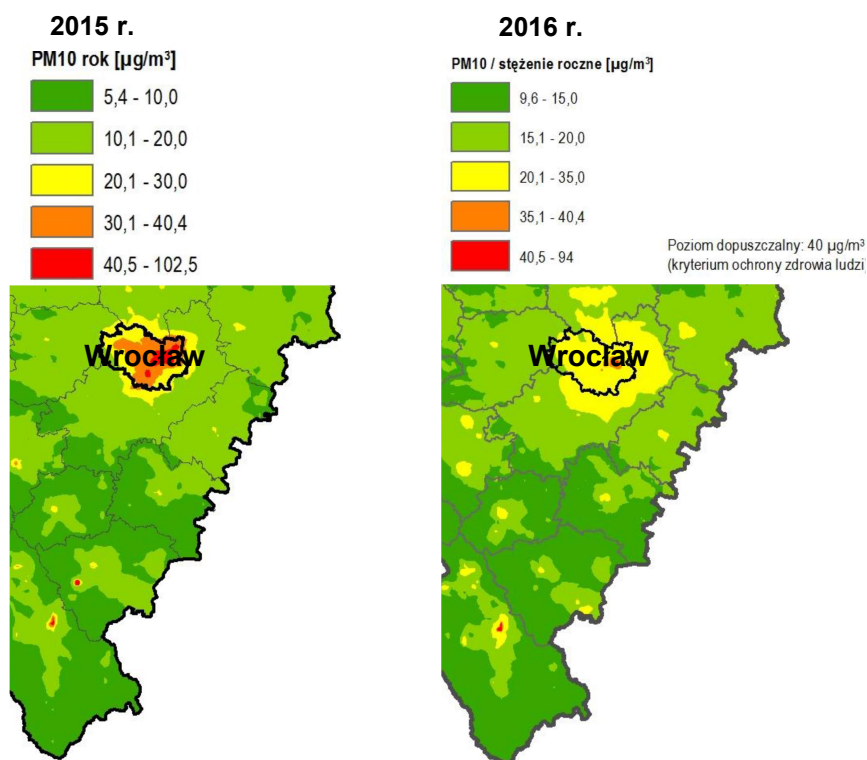 2015 r.
PM10 rok [µg/m³]
5,4 - 10,0
10,1 - 20,0
20,1 - 30,0
30,1 - 40,4
40,5 - 102,5
Wrocław
2016 r.
PM10 / stężenie roczne [µg/m³]
9,6 - 15,0
15,1 - 20,0
20,1 - 35,0
35,1 - 40,4
40,5 - 94
Poziom dopuszczalny: 40 µg/m³
(kryterium ochrony zdrowia ludzi)
Wrocław